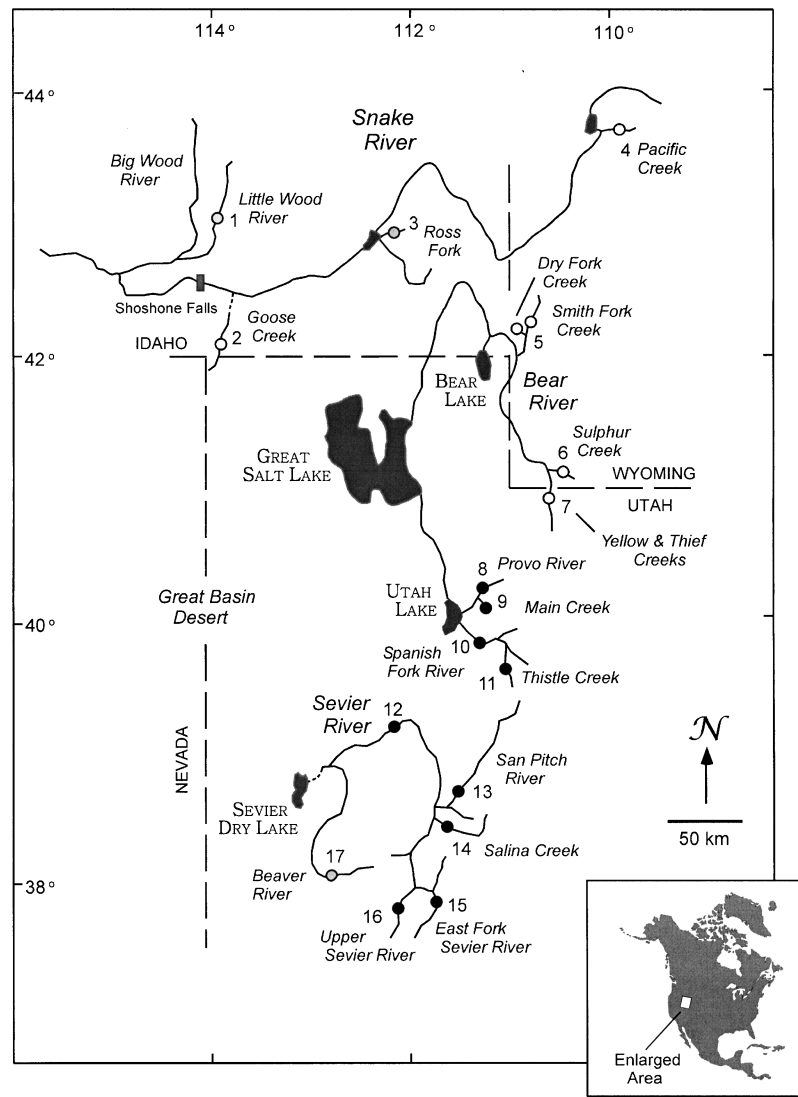 114°
112°
110°
44°
Snake
River
Big Wood
River
Little Wood
River
1
3
Ross
Fork
4
Pacific
Creek
Dry Fork
Creek
Smith Fork
Creek
5
Shoshone Falls
Goose
Creek
2
IDAHO
42°
BEAR
LAKE
Bear
River
GREAT
SALT LAKE
Sulphur
Creek
6
WYOMING
UTAH
7
Yellow & Thief
Creeks
8
Provo River
9
Main Creek
UTAH
LAKE
Great Basin
Desert
40°
10
Spanish
Fork River
11
Thistle Creek
Sevier
River
12
NEVADA
San Pitch
River
13
SEVIER
DRY LAKE
14
Salina Creek
N
50 km
17
Beaver
River
38°
16
15
Upper
Sevier River
East Fork
Sevier River
Enlarged
Area